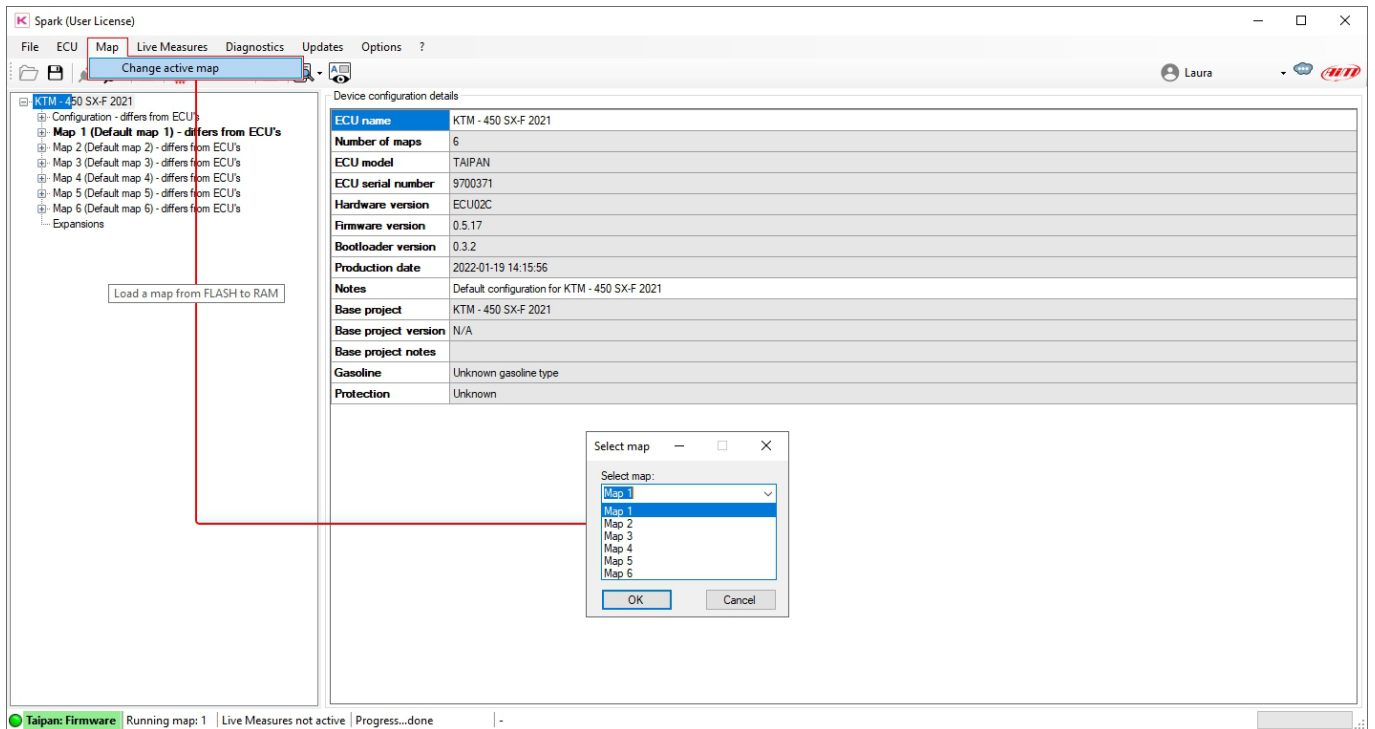 Spark (User License)
File ECU Map Live Measures Diagnostics Updates Options ?
Change active map
Laura
AiM
KTM - 450 SX-F 2021
Configuration - differs from ECU's
Map 1 (Default map 1) - differs from ECU's
Map 2 (Default map 2) - differs from ECU's
Map 3 (Default map 3) - differs from ECU's
Map 4 (Default map 4) - differs from ECU's
Map 5 (Default map 5) - differs from ECU's
Map 6 (Default map 6) - differs from ECU's
Expansions
Load a map from FLASH to RAM
Device configuration details
ECU name KTM - 450 SX-F 2021
Number of maps 6
ECU model TAIPAN
ECU serial number 9700371
Hardware version ECU02C
Firmware version 0.5.17
Bootloader version 0.3.2
Production date 2022-01-19 14:15:56
Notes Default configuration for KTM - 450 SX-F 2021
Base project KTM - 450 SX-F 2021
Base project version N/A
Base project notes
Gasoline Unknown gasoline type
Protection Unknown
Select map
Select map:
Map 1
Map 1
Map 2
Map 3
Map 4
Map 5
Map 6
OK Cancel
Taipan: Firmware Running map: 1 Live Measures not active Progress...done -